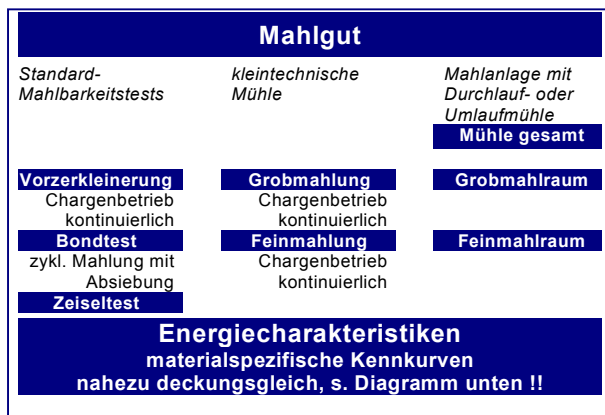 Mahlgut
Standard-
Mahlbarkeitstests
kleintechnische
Mühle
Mahlanlage mit
Durchlauf- oder
Umlaufmühle
Mühle gesamt
Vorzerkleinerung
Grobmahlung
Grobmahlraum
Chargenbetrieb
kontinuierlich
Chargenbetrieb
kontinuierlich
Bondtest
Feinmahlung
Feinmahlraum
zykl. Mahlung mit
Absiebung
Chargenbetrieb
kontinuierlich
Zeiseltest
Energiecharakteristiken
materialspezifische Kennkurven
nahezu deckungsgleich, s. Diagramm unten !!